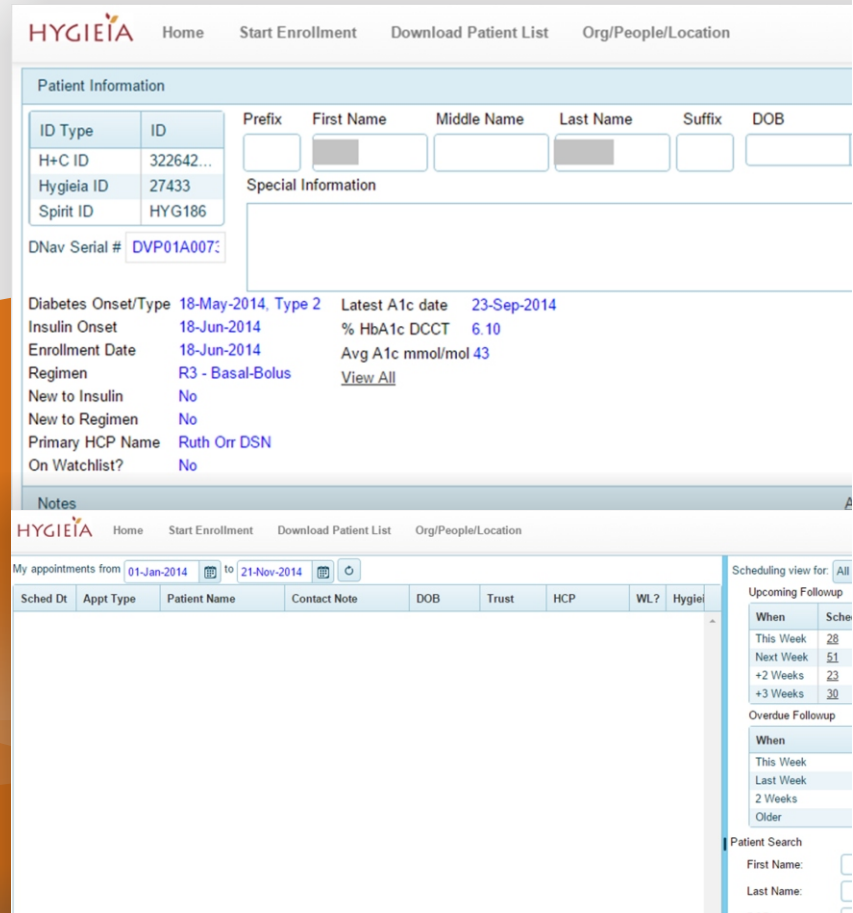 HYGIEIA Home Start Enrollment Download Patient List Org/People/Location
Patient Information
ID Type ID
H+C ID 322642...
Hygieia ID 27433
Spirit ID HYG186
DNav Serial # DVP01A0073
Prefix First Name Middle Name Last Name Suffix DOB
Special Information
Diabetes Onset/Type 18-May-2014, Type 2
Insulin Onset 18-Jun-2014
Enrollment Date 18-Jun-2014
Regimen R3 - Basal-Bolus
New to Insulin No
New to Regimen No
Primary HCP Name Ruth Orr DSN
On Watchlist? No
Latest A1c date 23-Sep-2014
% HbA1c DCCT 6.10
Avg A1c mmol/mol 43
View All
Notes
HYGIEIA Home Start Enrollment Download Patient List Org/People/Location
My appointments from 01-Jan-2014 to 21-Nov-2014
Sched Dt Appt Type Patient Name Contact Note DOB Trust HCP WL? Hygiei
Scheduling view for: All
Upcoming Followup
When Sche
This Week 28
Next Week 51
+2 Weeks 23
+3 Weeks 30
Overdue Followup
When
This Week
Last Week
2 Weeks
Older
Patient Search
First Name:
Last Name: